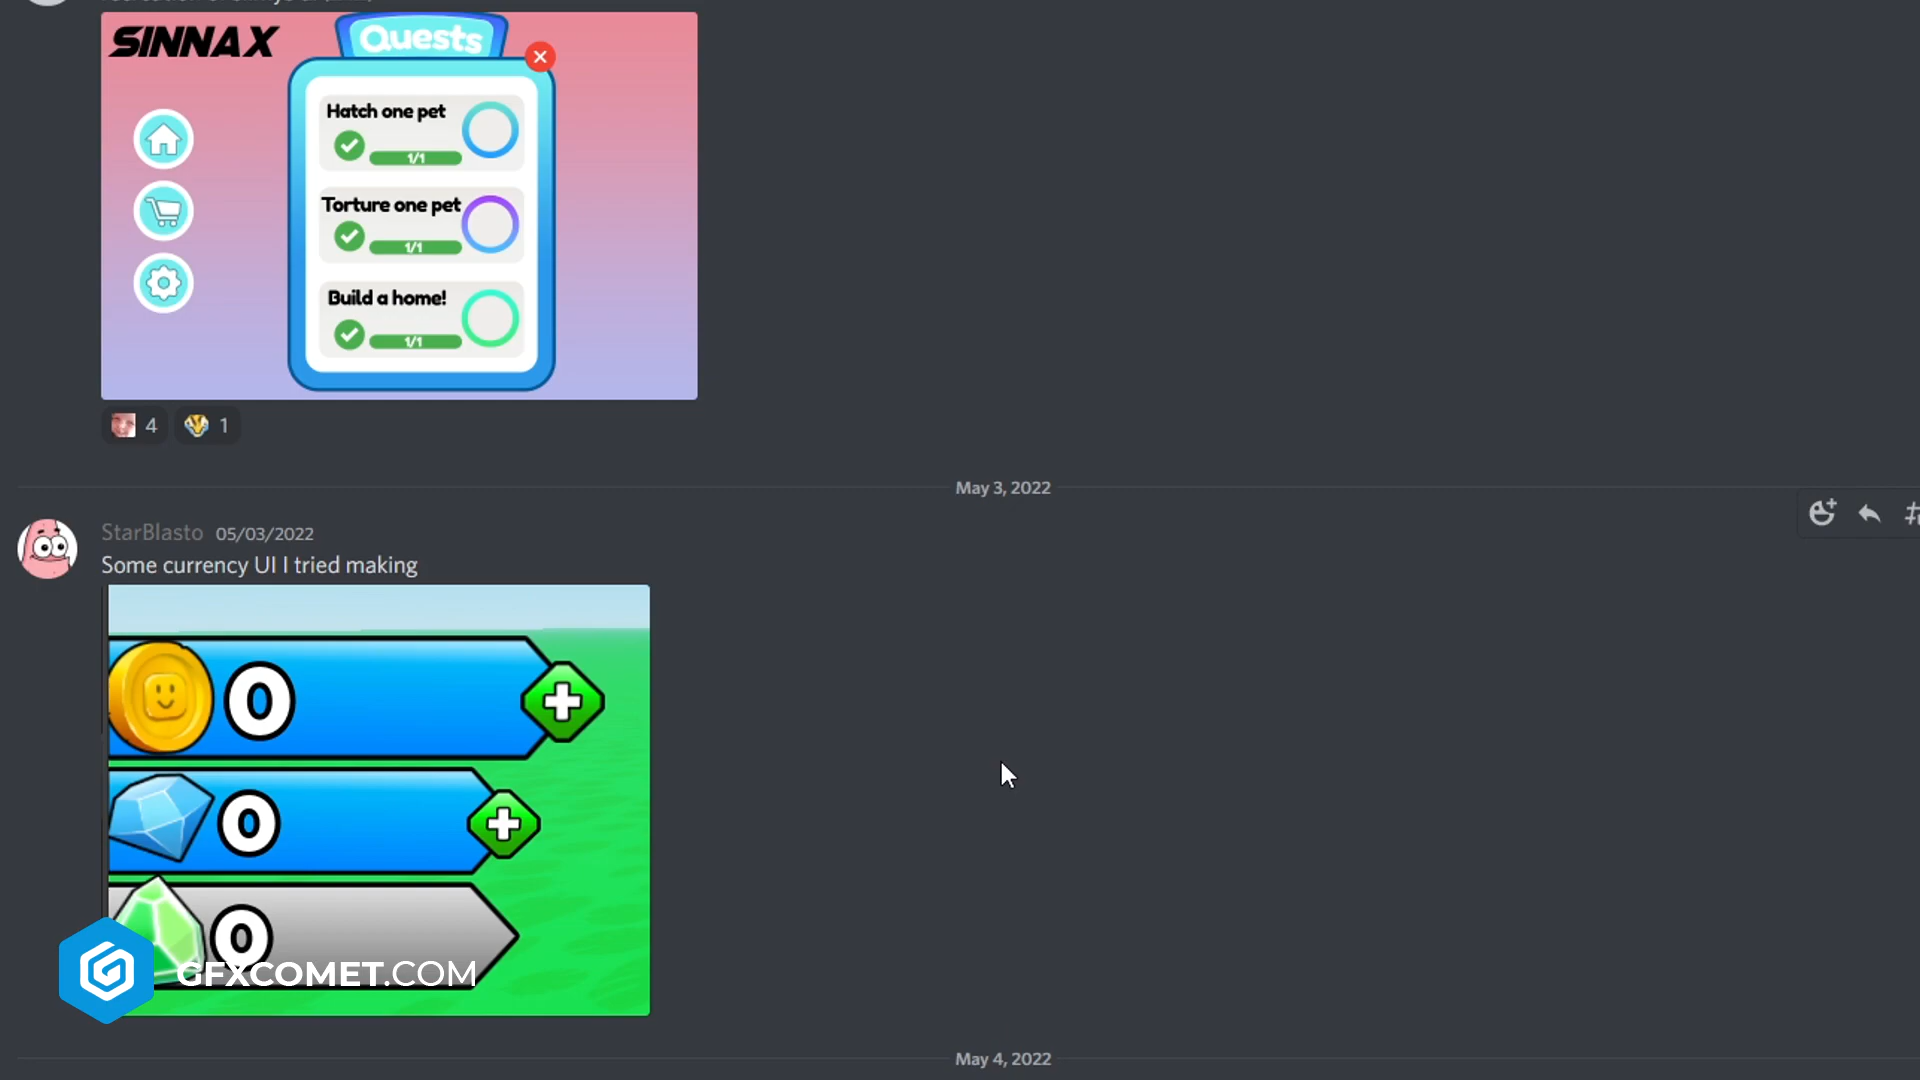 SINNAX
Quests
Hatch one pet
1/1
Torture one pet
1/1
Build a home!
1/1
4
1
May 3, 2022
StarBlasto 05/03/2022
Some currency UI I tried making
0
0
0
GFXCOMET.COM
May 4, 2022